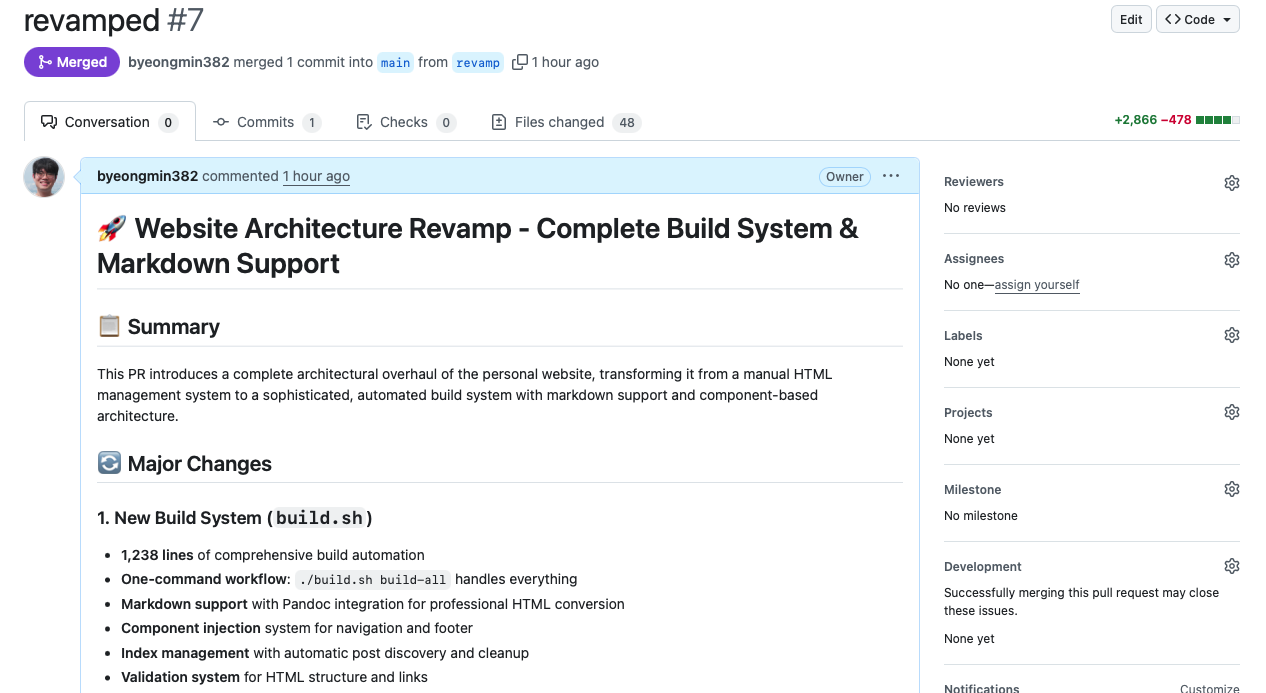 revamped #7
Edit
Code
Merged
byeongmin382 merged 1 commit into main from revamp 1 hour ago
Conversation 0
Commits 1
Checks 0
Files changed 48
+2,866 −478
byeongmin382 commented 1 hour ago
Owner
🚀 Website Architecture Revamp - Complete Build System &
Markdown Support
📋 Summary
This PR introduces a complete architectural overhaul of the personal website, transforming it from a manual HTML
management system to a sophisticated, automated build system with markdown support and component-based
architecture.
🔄 Major Changes
1. New Build System (build.sh)
• 1,238 lines of comprehensive build automation
• One-command workflow: ./build.sh build-all handles everything
• Markdown support with Pandoc integration for professional HTML conversion
• Component injection system for navigation and footer
• Index management with automatic post discovery and cleanup
• Validation system for HTML structure and links
Reviewers
No reviews
Assignees
No one—assign yourself
Labels
None yet
Projects
None yet
Milestone
No milestone
Development
Successfully merging this pull request may close
these issues.
None yet
Notifications
Customize